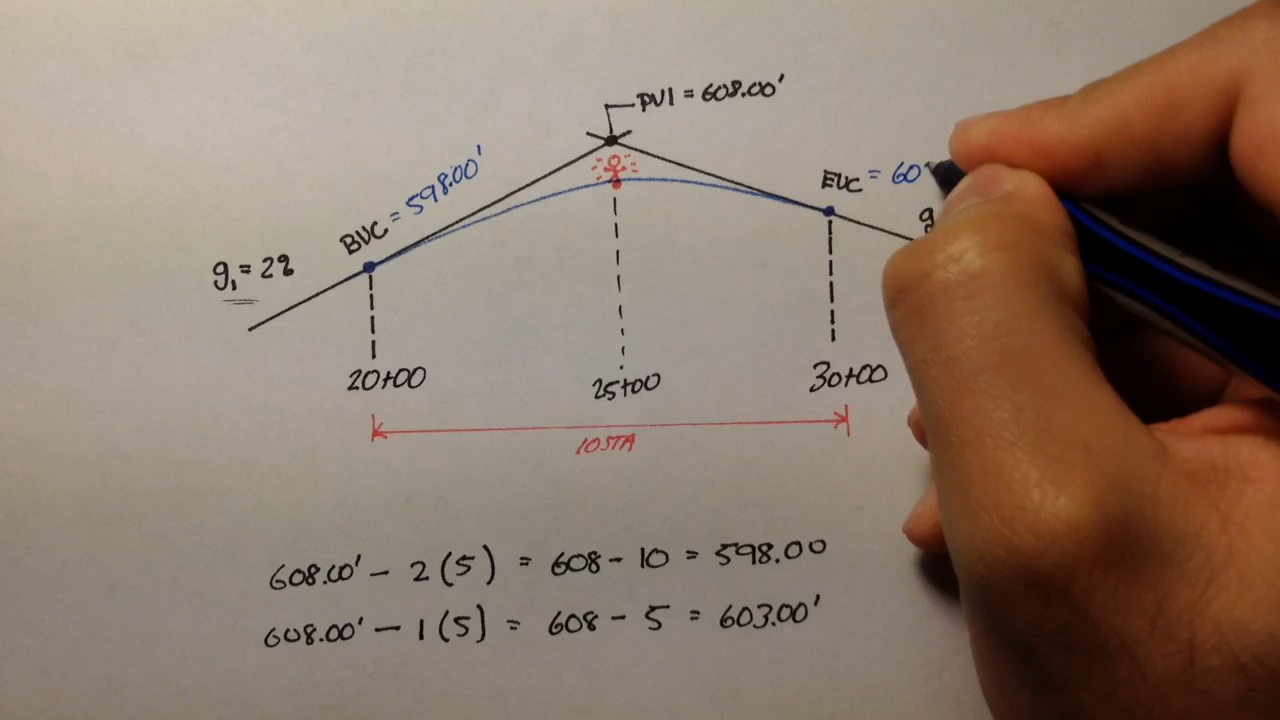 PVI = 608.00'
BVC = 598.00'
EVC = 60
g₁ = 2%
g
20+00
25+00
30+00
10STA
608.00' - 2(5) = 608 - 10 = 598.00
608.00' - 1(5) = 608 - 5 = 603.00'